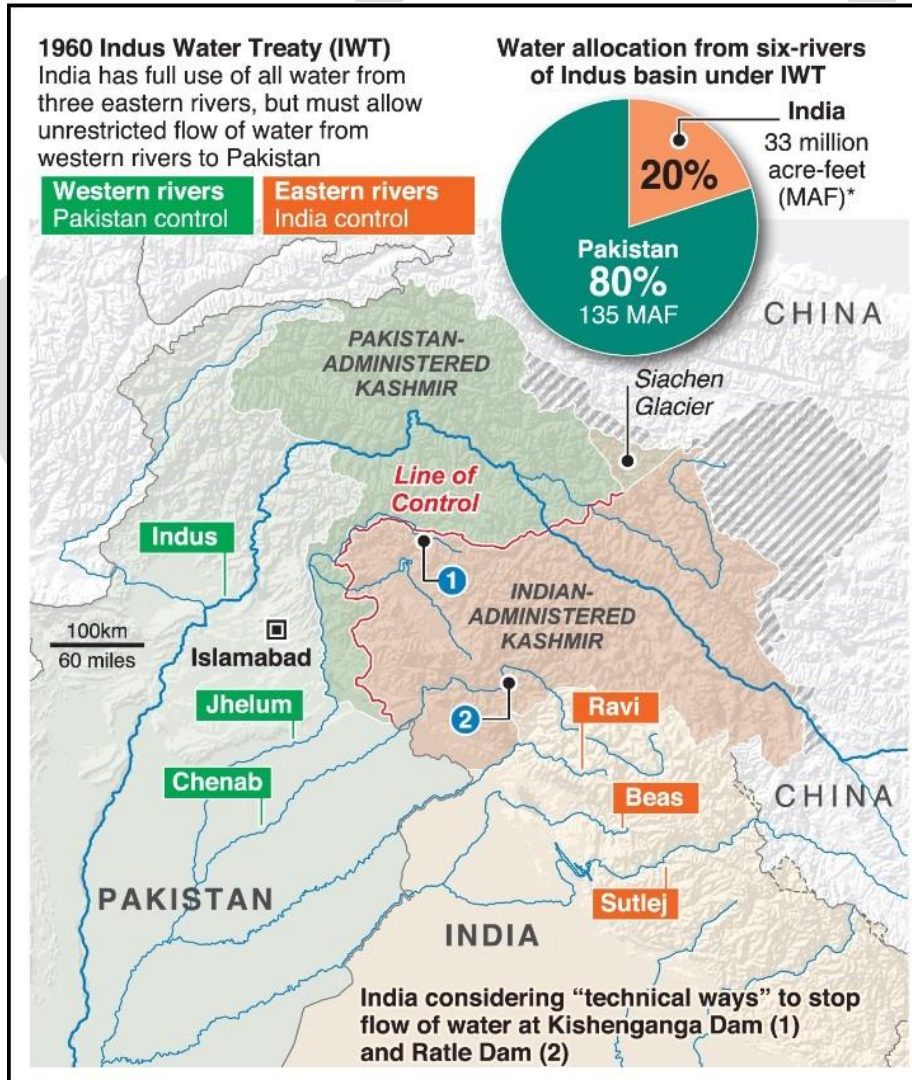 1960 Indus Water Treaty (IWT)
India has full use of all water from
three eastern rivers, but must allow
unrestricted flow of water from
western rivers to Pakistan
Western rivers
Pakistan control
Eastern rivers
India control
Water allocation from six-rivers
of Indus basin under IWT
India
33 million
acre-feet
(MAF)*
20%
Pakistan
80%
135 MAF
CHINA
PAKISTAN-
ADMINISTERED
KASHMIR
Siachen
Glacier
Line of
Control
Indus
1
INDIAN-
ADMINISTERED
KASHMIR
100km
60 miles
Islamabad
Jhelum
2
Ravi
Chenab
Beas
CHINA
PAKISTAN
Sutlej
INDIA
India considering “technical ways” to stop
flow of water at Kishenganga Dam (1)
and Ratle Dam (2)